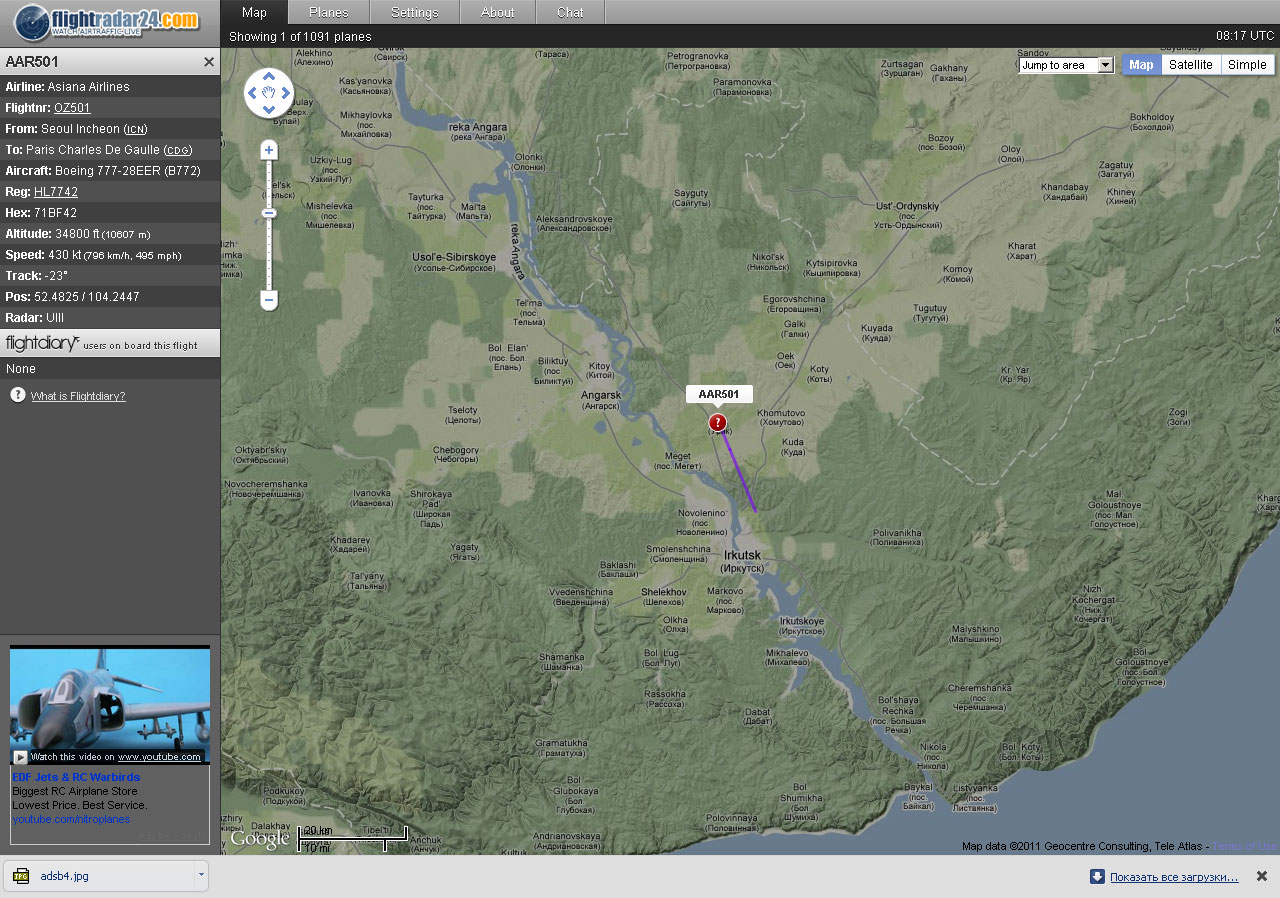 flightradar24.com
WATCH AIRTRAFFIC LIVE
Map
Planes
Settings
About
Chat
Showing 1 of 1091 planes
08:17 UTC
AAR501
Airline: Asiana Airlines
Flightnr: OZ501
From: Seoul Incheon (ICN)
To: Paris Charles De Gaulle (CDG)
Aircraft: Boeing 777-28EER (B772)
Reg: HL7742
Hex: 71BF42
Altitude: 34800 ft (10607 m)
Speed: 430 kt (796 km/h, 495 mph)
Track: -23°
Pos: 52.4825 / 104.2447
Radar: UIII
flightdiary users on board this flight
None
? What is Flightdiary?
Watch this video on www.youtube.com
EDF Jets & RC Warbirds
Biggest RC Airplane Store
Lowest Price. Best Service.
youtube.com/nitroplanes
Jump to area
Map
Satellite
Simple
Alekhino
(Алехино)
(Свирск)
(Тараса)
Petrogranovka
(Петрограновка)
Sandov
Zurtsagan
(Зурцаган)
Gakhany
(Гаханы)
Kas'yanovka
(Касьяновка)
Paramonovka
(Парамоновка)
Mikhaylovka
(пос.
Михайловка)
reka Angara
(река Ангара)
Bokholdoy
(Бохолдой)
Bozoy
(пос. Бозой)
Oloy
(Олой)
Uzkiy-Lug
(пос.
Узкий-Луг)
Olonki
(Олонки)
Zagatuy
(Загатуй)
Khandabay
(Хандабай)
Khiney
(Хиней)
Tayturka
(пос.
Тайтурка)
Mal'ta
(Мальта)
Sayguty
(Сайгуты)
Mishelevka
(пос.
Мишелевка)
Aleksandrovskoye
(Александровское)
Ust'-Ordynskiy
(пос.
Усть-Ордынский)
reka Angara
Kharat
(Харат)
Usol'e-Sibirskoye
(Усолье-Сибирское)
Nikol'sk
(Никольск)
Kytsipirovka
(Кыципировка)
Komoy
(Комой)
Tel'ma
(пос.
Тельма)
Egorovshchina
(Егоровщина)
Tugutuy
(Тугутуй)
Galki
(Галки)
Kuyada
(Куяда)
Bol. Elan'
(пос. Бол.
Елань)
Biliktuy
(пос.
Биликтуй)
Kitoy
(Китой)
Oek
(Оек)
Koty
(Коты)
Kr. Yar
(Кр. Яр)
Angarsk
(Ангарск)
AAR501
?
Tseloty
(Целоты)
Khomutovo
(Хомутово)
Zogi
(Зоги)
Kuda
(Куда)
Oktyabr'skiy
(Октябрьский)
Chebogory
(Чебогоры)
Meget
(пос. Мегет)
Novocheremshanka
(Новочеремшанка)
Ivanovka
(Ивановка)
Shirokaya
Pad'
(Широкая
Падь)
Mal.
Goloustnoye
(пос. Мал.
Голоустное)
Novolenino
(пос.
Новоленино)
Khadarey
(Хадарей)
Yagaty
(Ягаты)
Polivanikha
(Поливаниха)
Smolenshchina
(Смоленщина)
Irkutsk
(Иркутск)
Baklashi
(Баклаши)
Tal'yany
(Тальяны)
Vvedenshchina
(Введенщина)
Shelekhov
(Шелехов)
Markovo
(пос.
Марково)
Nizh.
Kochergat
(Ниж.
Кочергат)
Olkha
(Олха)
Irkutskoye
(Иркутское)
Malyshkino
(Малышкино)
Shamanka
(Шаманка)
Bol. Lug
(Бол. Луг)
Mikhalevo
(Михалево)
Bol.
Goloustnoye
(пос. Бол.
Голоустное)
Rassokha
(Рассоха)
Cheremshanka
(пос.
Черемшанка)
Bol'shaya
Rechka
(пос. Большая
Речка)
Dabat
(Дабат)
Gramatukha
(Граматуха)
Nikola
(пос.
Никола)
Bol. Koty
(Бол. Коты)
Podkukoy
(Подкукой)
Bol.
Glubokaya
(Бол.
Глубокая)
Bol.
Shumikha
(Бол.
Шумиха)
Baykal
(пос.
Байкал)
Listvyanka
(пос.
Листвянка)
Polovinnaya
(Половинная)
Dalakhay
Tibel'ti
Anchuk
(Анчук)
Andrianovskaya
(Андриановская)
Kultuk
Google
20 km
10 mi
Map data ©2011 Geocentre Consulting, Tele Atlas - Terms of Use
adsb4.jpg
Показать все загрузки...